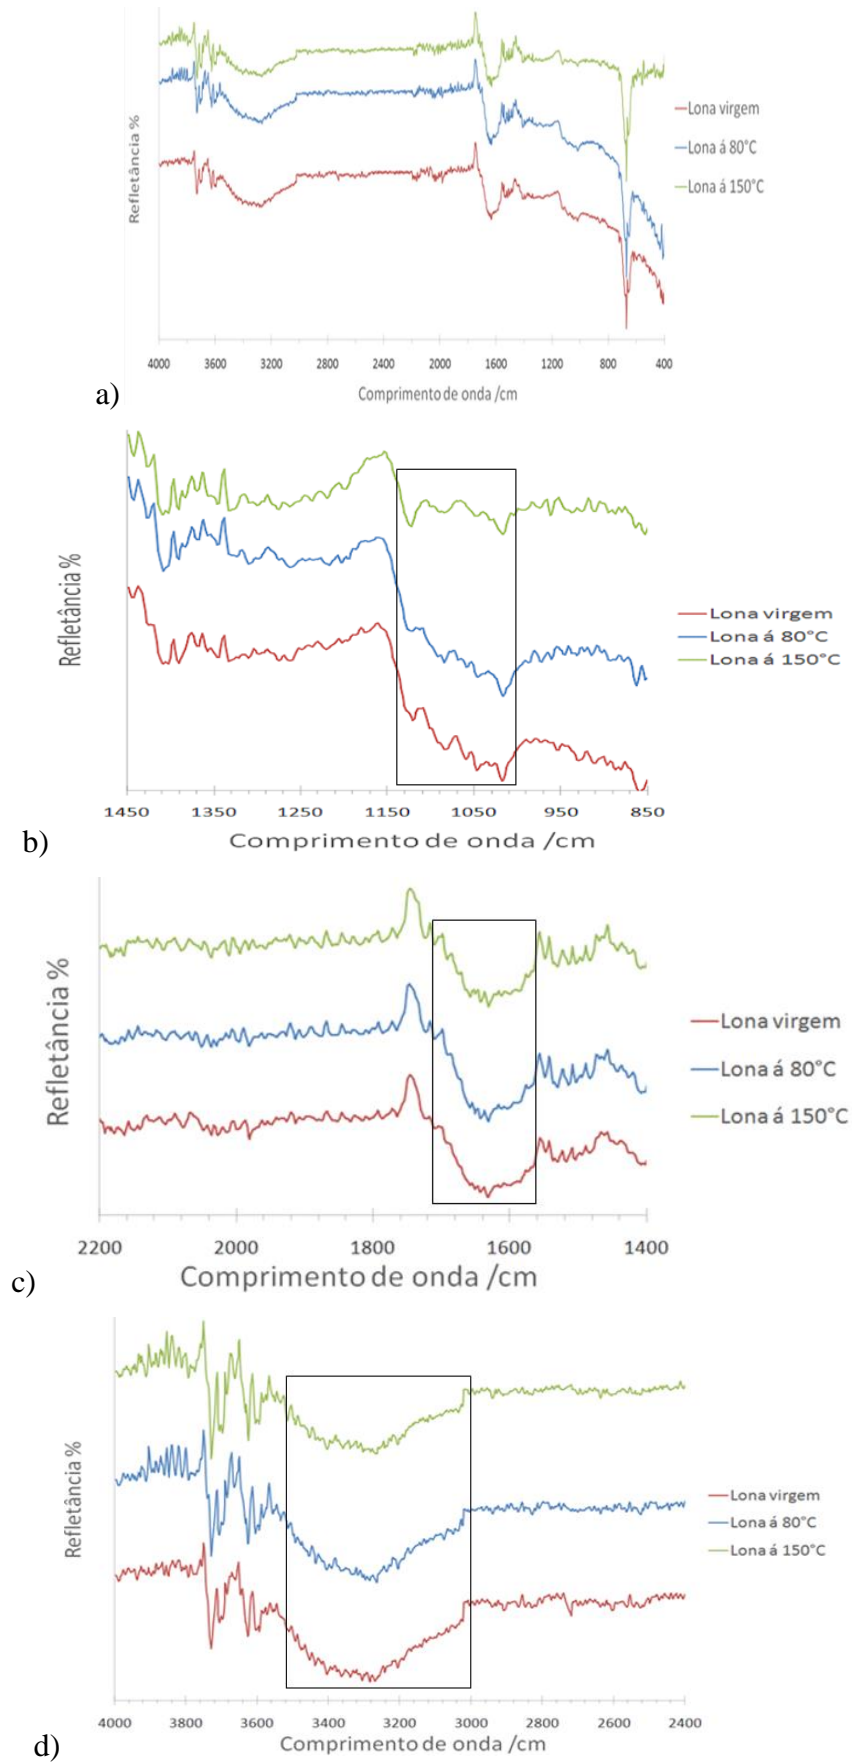 Refletância %
Lona virgem
Lona á 80°C
Lona á 150°C
4000 3600 3200 2800 2400 2000 1600 1200 800 400
Comprimento de onda /cm
a)
Refletância %
Lona virgem
Lona á 80°C
Lona á 150°C
1450 1350 1250 1150 1050 950 850
Comprimento de onda /cm
b)
Refletância %
Lona virgem
Lona á 80°C
Lona á 150°C
2200 2000 1800 1600 1400
Comprimento de onda /cm
c)
Refletância %
Lona virgem
Lona á 80°C
Lona á 150°C
4000 3800 3600 3400 3200 3000 2800 2600 2400
Comprimento de onda /cm
d)